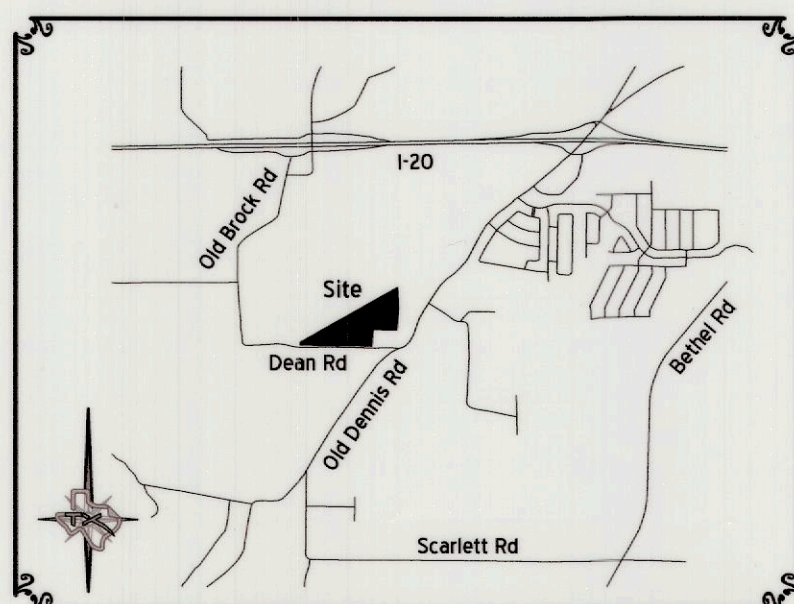 I-20
Old Brock Rd
Site
Dean Rd
Old Dennis Rd
Bethel Rd
Scarlett Rd
TX